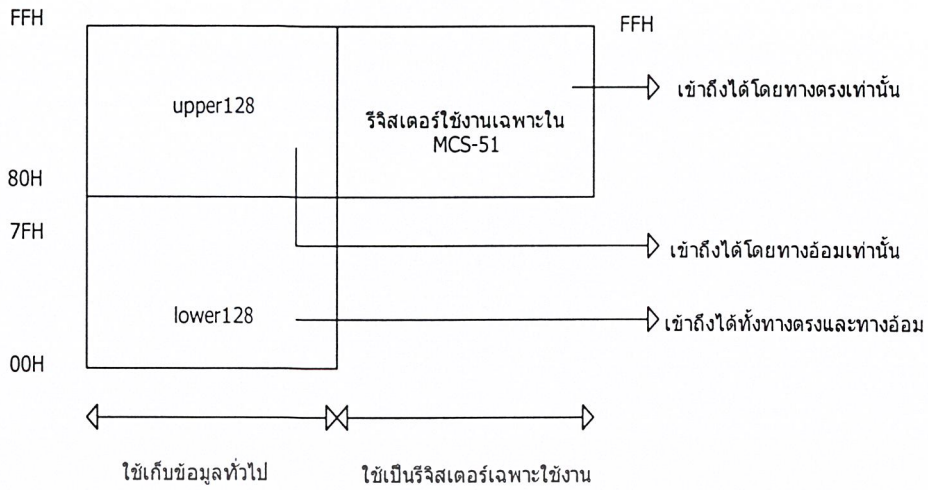 FFH
FFH
upper128
รีจิสเตอร์ใช้งานเฉพาะใน
MCS-51
เข้าถึงได้โดยทางตรงเท่านั้น
80H
7FH
เข้าถึงได้โดยทางอ้อมเท่านั้น
lower128
เข้าถึงได้ทั้งทางตรงและทางอ้อม
00H
ใช้เก็บข้อมูลทั่วไป
ใช้เป็นรีจิสเตอร์เฉพาะใช้งาน